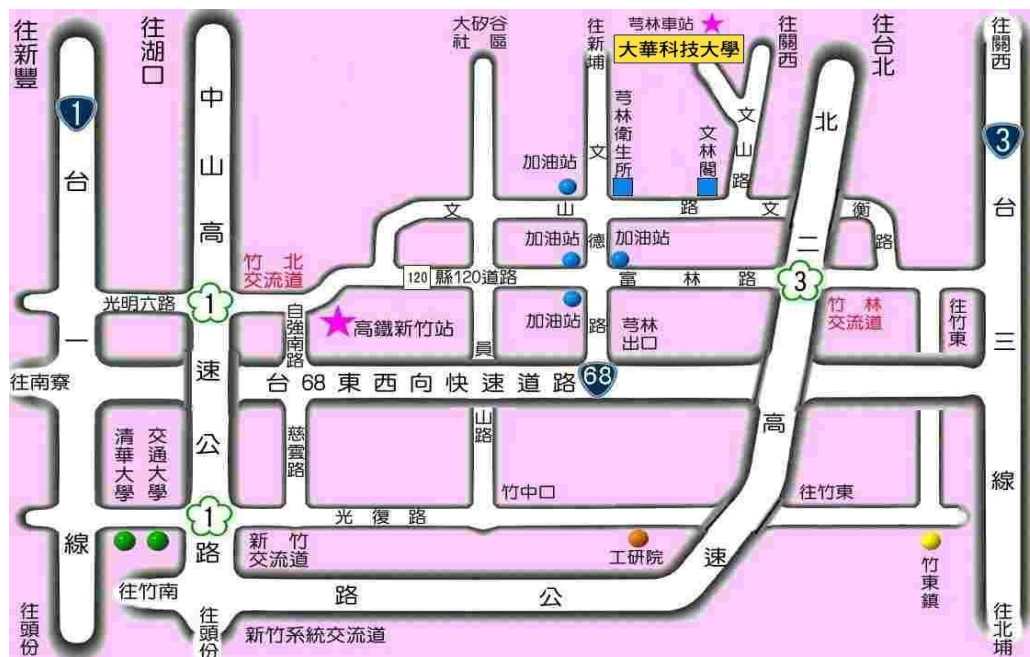 往新豐
往湖口
大矽谷
社區
往新埔
芎林車站
大華科技大學
往關西
往台北
往關西
1
台一線
中山高速公路
3
台三線
北二高速公路
芎林衛生所
文林閣
文山路
加油站
文山路
文衡路
文德路
加油站
加油站
竹北
交流道
120
縣120道路
富林路
3
竹林
交流道
往竹東
光明六路
1
自強南路
高鐵新竹站
加油站
芎林
出口
員山路
往南寮
台68東西向快速道路
68
清華大學
交通大學
慈雲路
竹中口
往竹東
1
光復路
新竹
交流道
工研院
竹東鎮
往竹南
往頭份
往頭份
新竹系統交流道
往北埔